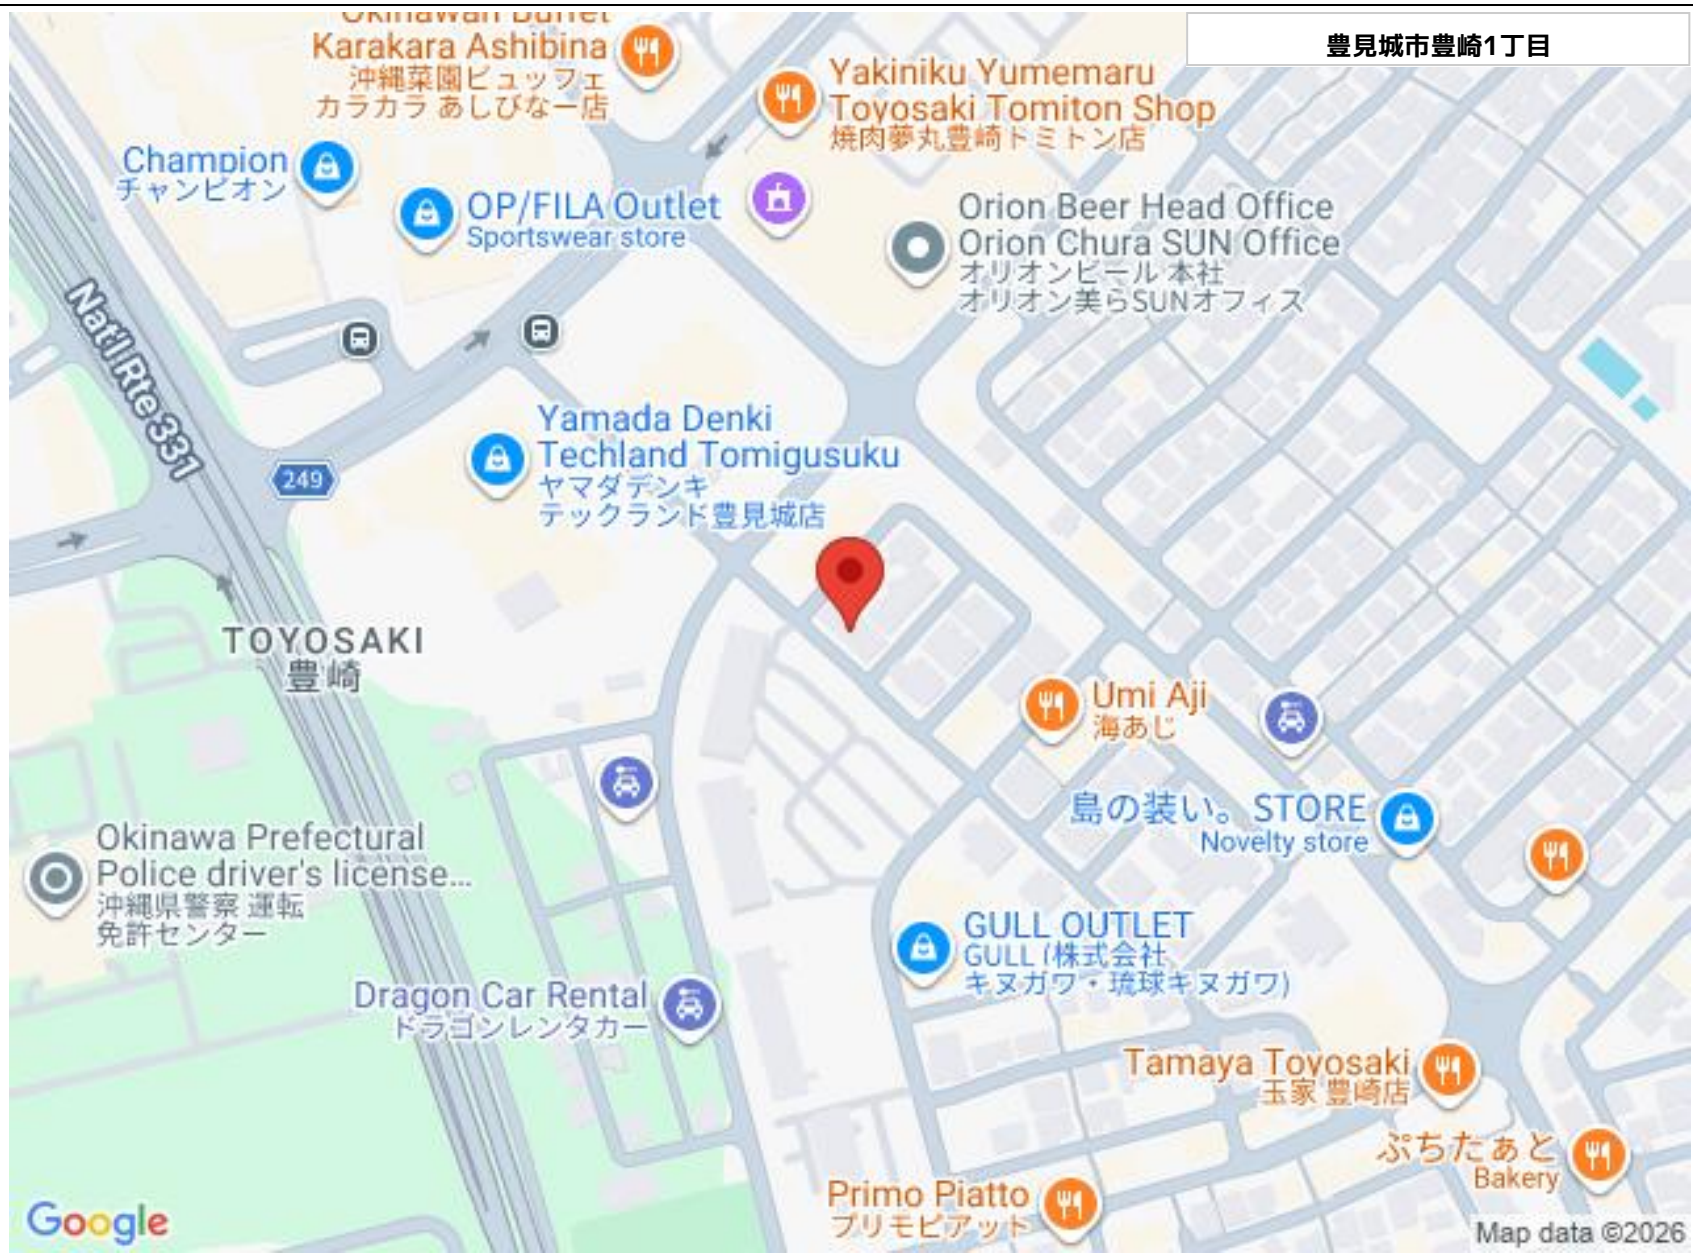 Okinawan Buffet
Karakara Ashibina
沖縄菜園ビュッフェ
カラカラ あしびなー店
豊見城市豊崎1丁目
Yakiniku Yumemaru
Toyosaki Tomiton Shop
焼肉夢丸豊崎トミトン店
Champion
チャンピオン
OP/FILA Outlet
Sportswear store
Orion Beer Head Office
Orion Chura SUN Office
オリオンビール 本社
オリオン美らSUNオフィス
Nat'l Rte 331
249
Yamada Denki
Techland Tomigusuku
ヤマダデンキ
テックランド豊見城店
TOYOSAKI
豊崎
Umi Aji
海あじ
島の装い。STORE
Novelty store
Okinawa Prefectural
Police driver's license...
沖縄県警察 運転
免許センター
GULL OUTLET
GULL (株式会社
キヌガワ・琉球キヌガワ)
Dragon Car Rental
ドラゴンレンタカー
Tamaya Toyosaki
玉家 豊崎店
ぷちたぁと
Bakery
Primo Piatto
プリモピアット
Google
Map data ©2026